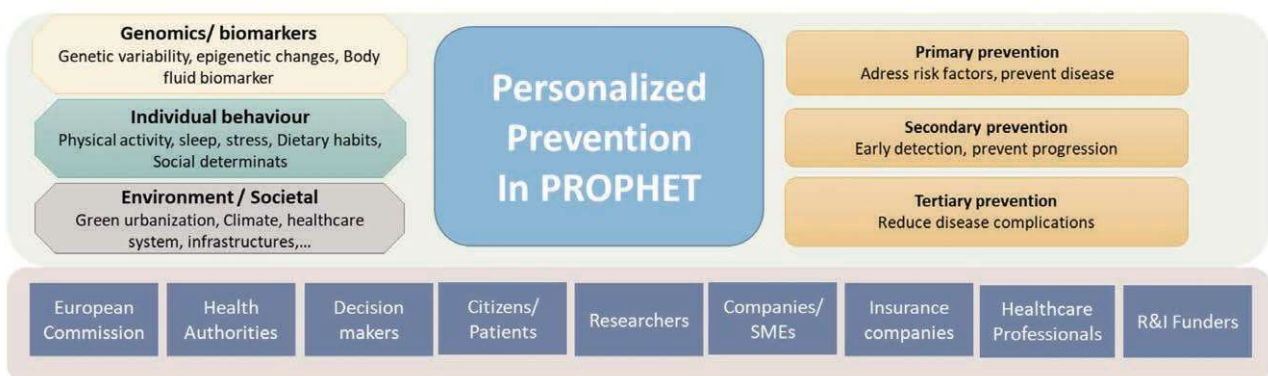 Genomics/ biomarkers
Genetic variability, epigenetic changes, Body
fluid biomarker
Individual behaviour
Physical activity, sleep, stress, Dietary habits,
Social determinats
Environment / Societal
Green urbanization, Climate, healthcare
system, infrastructures,...
Personalized
Prevention
In PROPHET
Primary prevention
Adress risk factors, prevent disease
Secondary prevention
Early detection, prevent progression
Tertiary prevention
Reduce disease complications
European
Commission
Health
Authorities
Decision
makers
Citizens/
Patients
Researchers
Companies/
SMEs
Insurance
companies
Healthcare
Professionals
R&I Funders